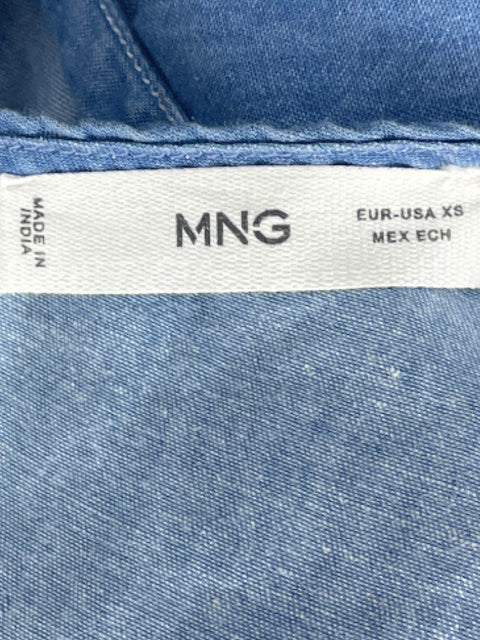 MADE IN
INDIA
MNG
EUR-USA XS
MEX ECH